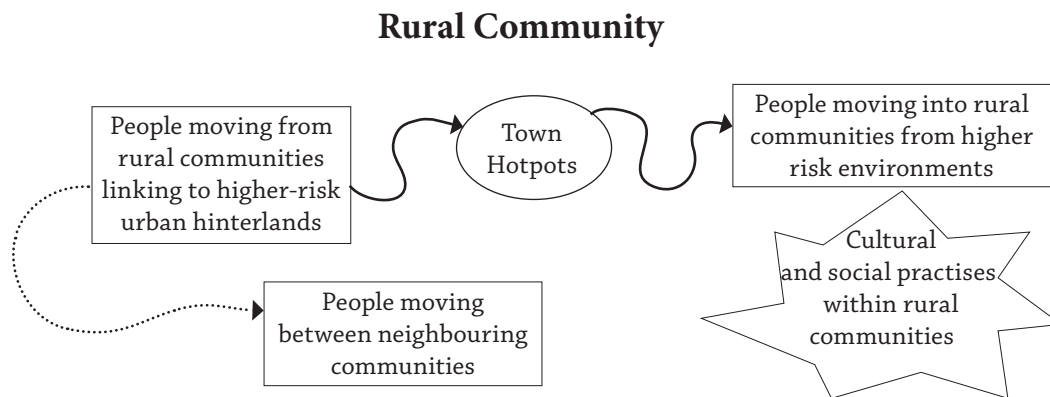 Rural Community
People moving from
rural communities
linking to higher-risk
urban hinterlands
Town
Hotpots
People moving into rural
communities from higher
risk environments
Cultural
and social practises
within rural
communities
People moving
between neighbouring
communities